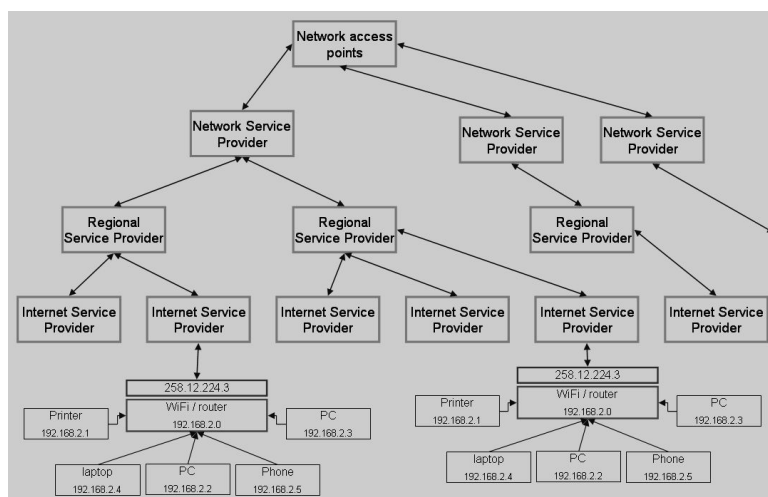 Network access
points
Network Service
Provider
Network Service
Provider
Network Service
Provider
Regional
Service Provider
Regional
Service Provider
Regional
Service Provider
Internet Service
Provider
Internet Service
Provider
Internet Service
Provider
Internet Service
Provider
Internet Service
Provider
Internet Service
Provider
258.12.224.3
WiFi / router
192.168.2.0
Printer
192.168.2.1
PC
192.168.2.3
laptop
192.168.2.4
PC
192.168.2.2
Phone
192.168.2.5
258.12.224.3
WiFi / router
192.168.2.0
Printer
192.168.2.1
PC
192.168.2.3
laptop
192.168.2.4
PC
192.168.2.2
Phone
192.168.2.5